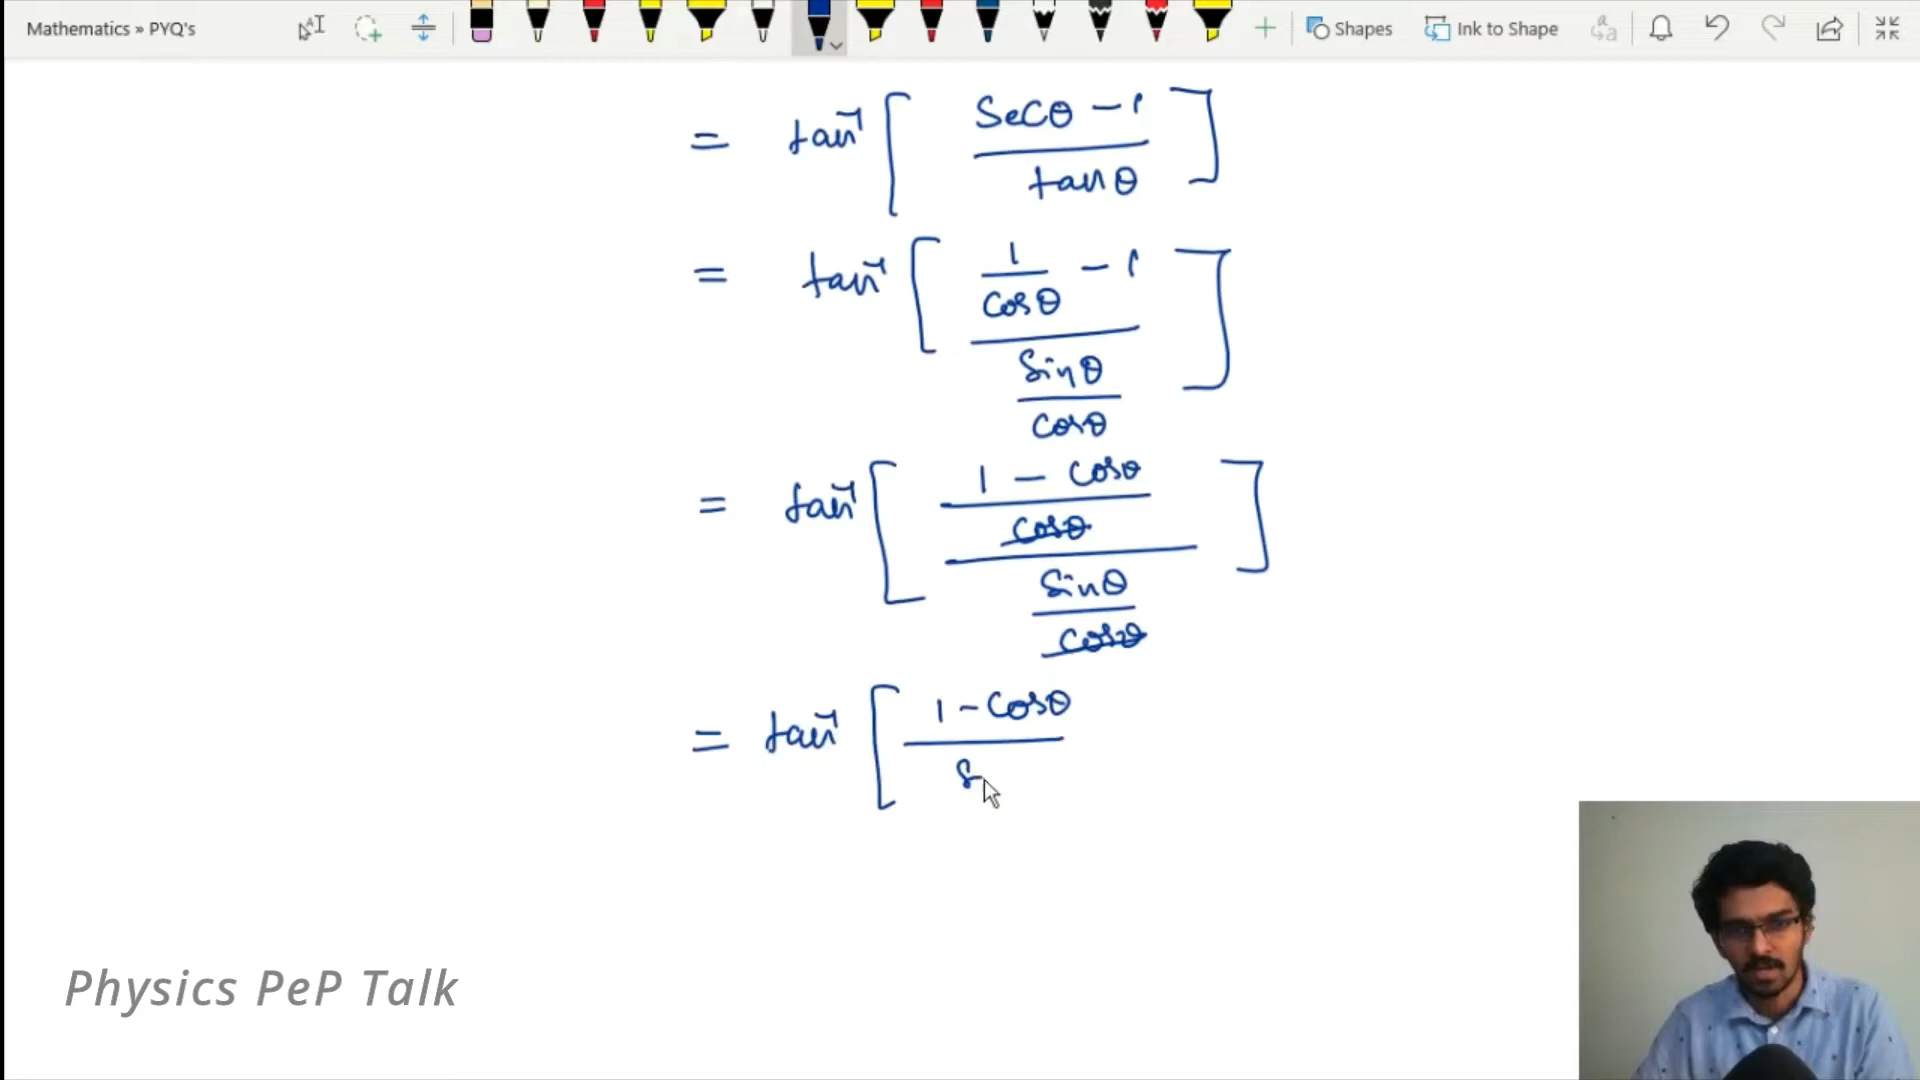 Mathematics » PYQ's
Shapes
Ink to Shape
= tan⁻¹ [ Secθ - 1
tanθ ]
= tan⁻¹ [ 1
cosθ - 1
Sinθ
cosθ ]
= tan⁻¹ [ 1 - cosθ
cosθ
Sinθ
cosθ ]
= tan⁻¹ [ 1 - cosθ
s
Physics PeP Talk